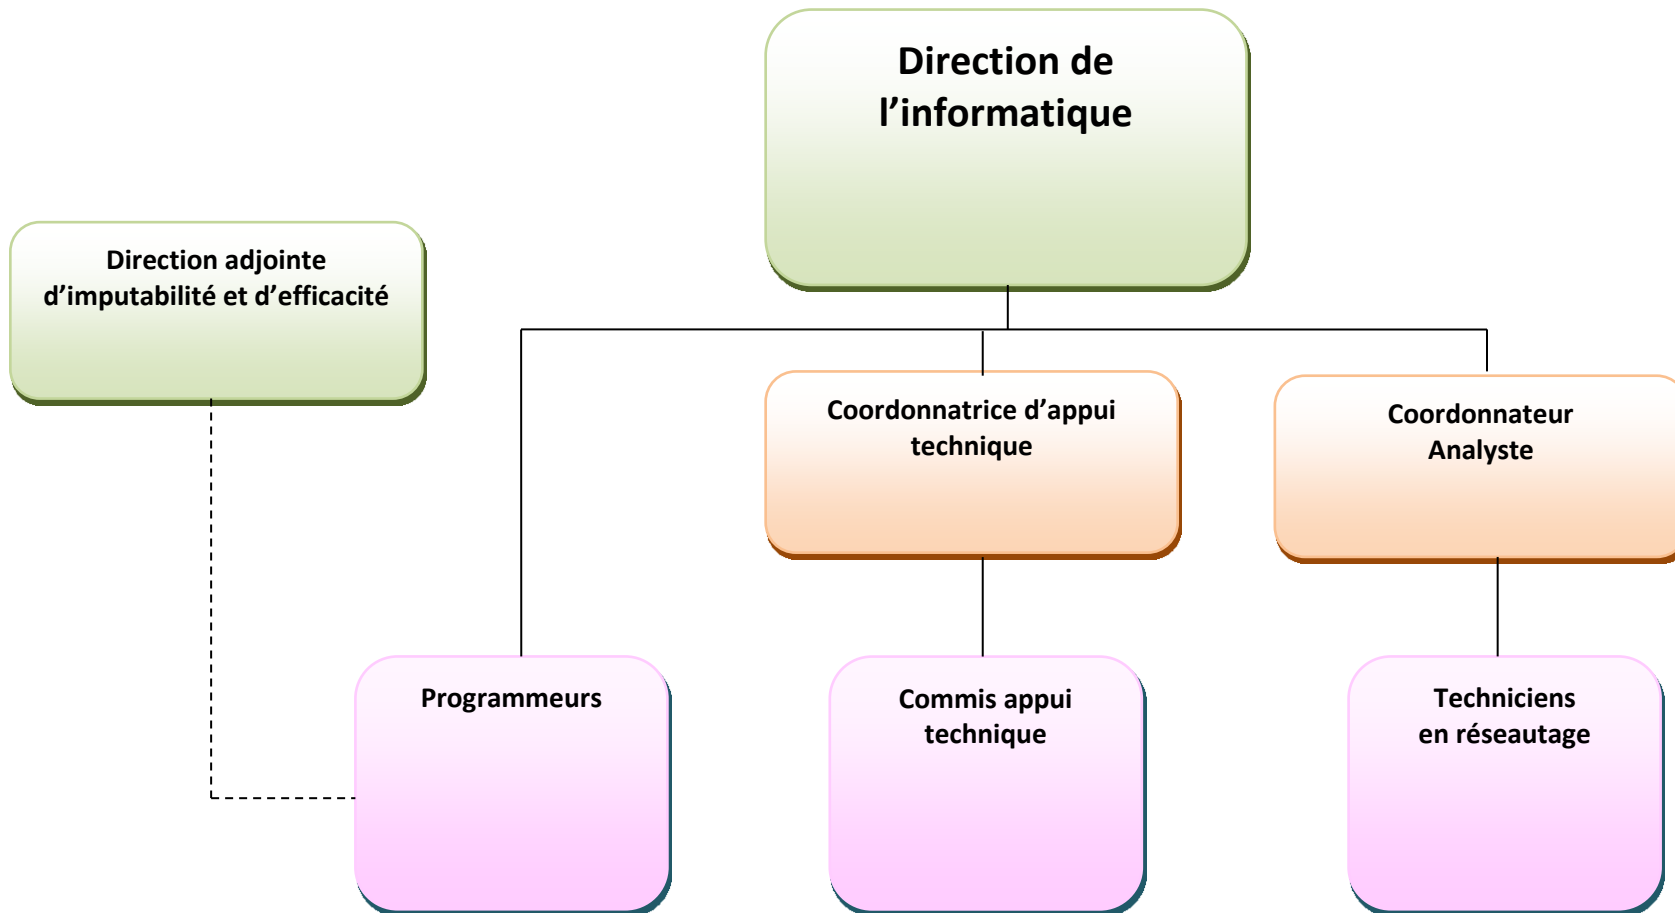 Direction de
l’informatique
Direction adjointe
d’imputabilité et d’efficacité
Coordonnatrice d’appui
technique
Coordonnateur
Analyste
Programmeurs
Commis appui
technique
Techniciens
en réseautage